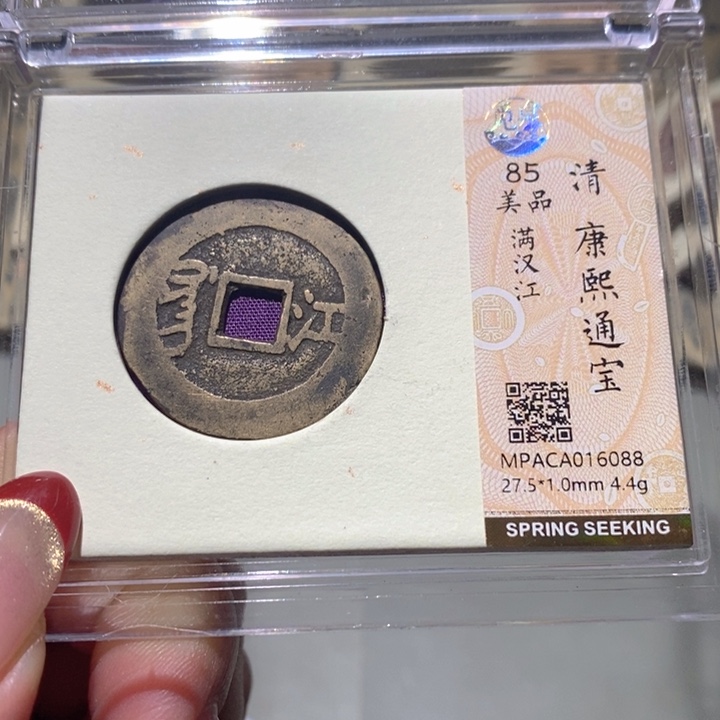 85
美品
满汉江
清 康熙通宝
MPACA016088
27.5*1.0mm 4.4g
SPRING SEEKING
江